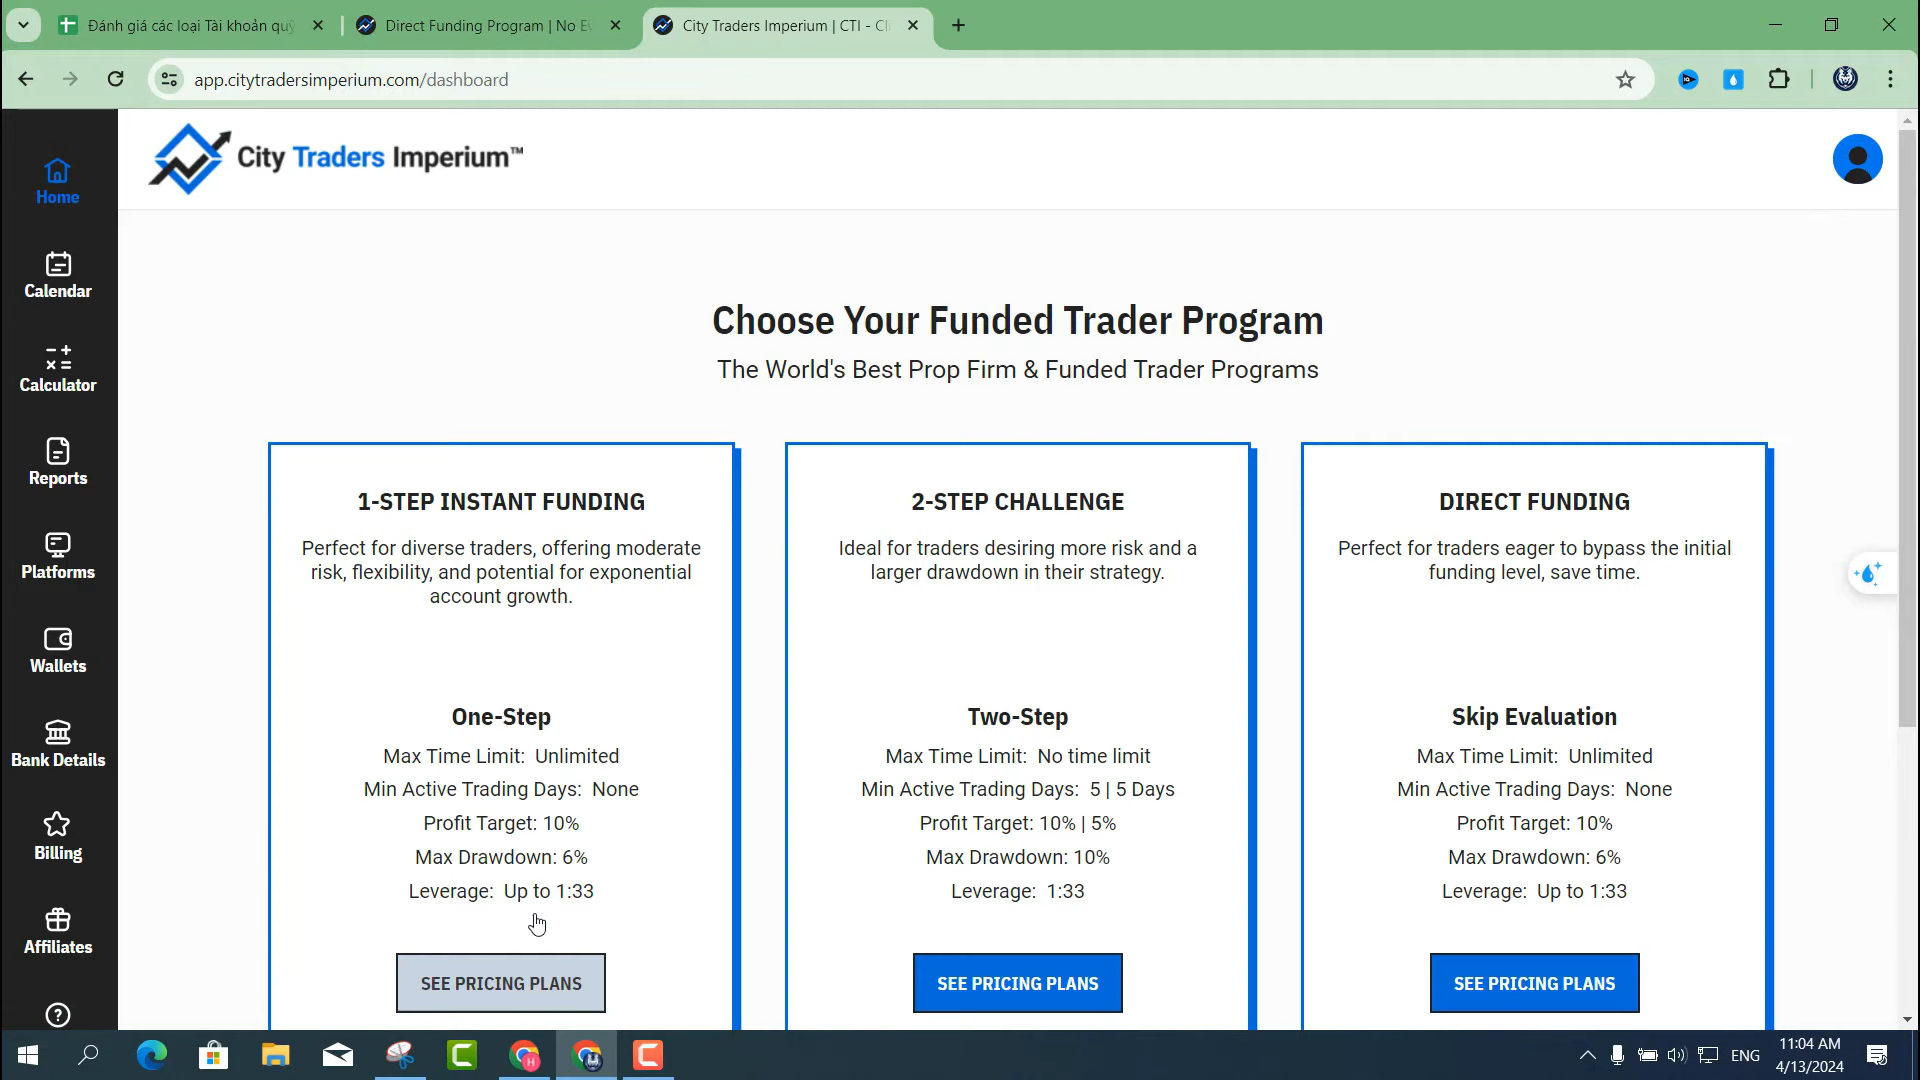 Đánh giá các loại Tài khoản quỹ
Direct Funding Program | No E
City Traders Imperium | CTI - Cli
app.citytradersimperium.com/dashboard
City Traders Imperium™
Home
Calendar
Calculator
Reports
Platforms
Wallets
Bank Details
Billing
Affiliates
Choose Your Funded Trader Program
The World's Best Prop Firm & Funded Trader Programs
1-STEP INSTANT FUNDING
Perfect for diverse traders, offering moderate
risk, flexibility, and potential for exponential
account growth.
One-Step
Max Time Limit: Unlimited
Min Active Trading Days: None
Profit Target: 10%
Max Drawdown: 6%
Leverage: Up to 1:33
SEE PRICING PLANS
2-STEP CHALLENGE
Ideal for traders desiring more risk and a
larger drawdown in their strategy.
Two-Step
Max Time Limit: No time limit
Min Active Trading Days: 5 | 5 Days
Profit Target: 10% | 5%
Max Drawdown: 10%
Leverage: 1:33
SEE PRICING PLANS
DIRECT FUNDING
Perfect for traders eager to bypass the initial
funding level, save time.
Skip Evaluation
Max Time Limit: Unlimited
Min Active Trading Days: None
Profit Target: 10%
Max Drawdown: 6%
Leverage: Up to 1:33
SEE PRICING PLANS
ENG
11:04 AM
4/13/2024